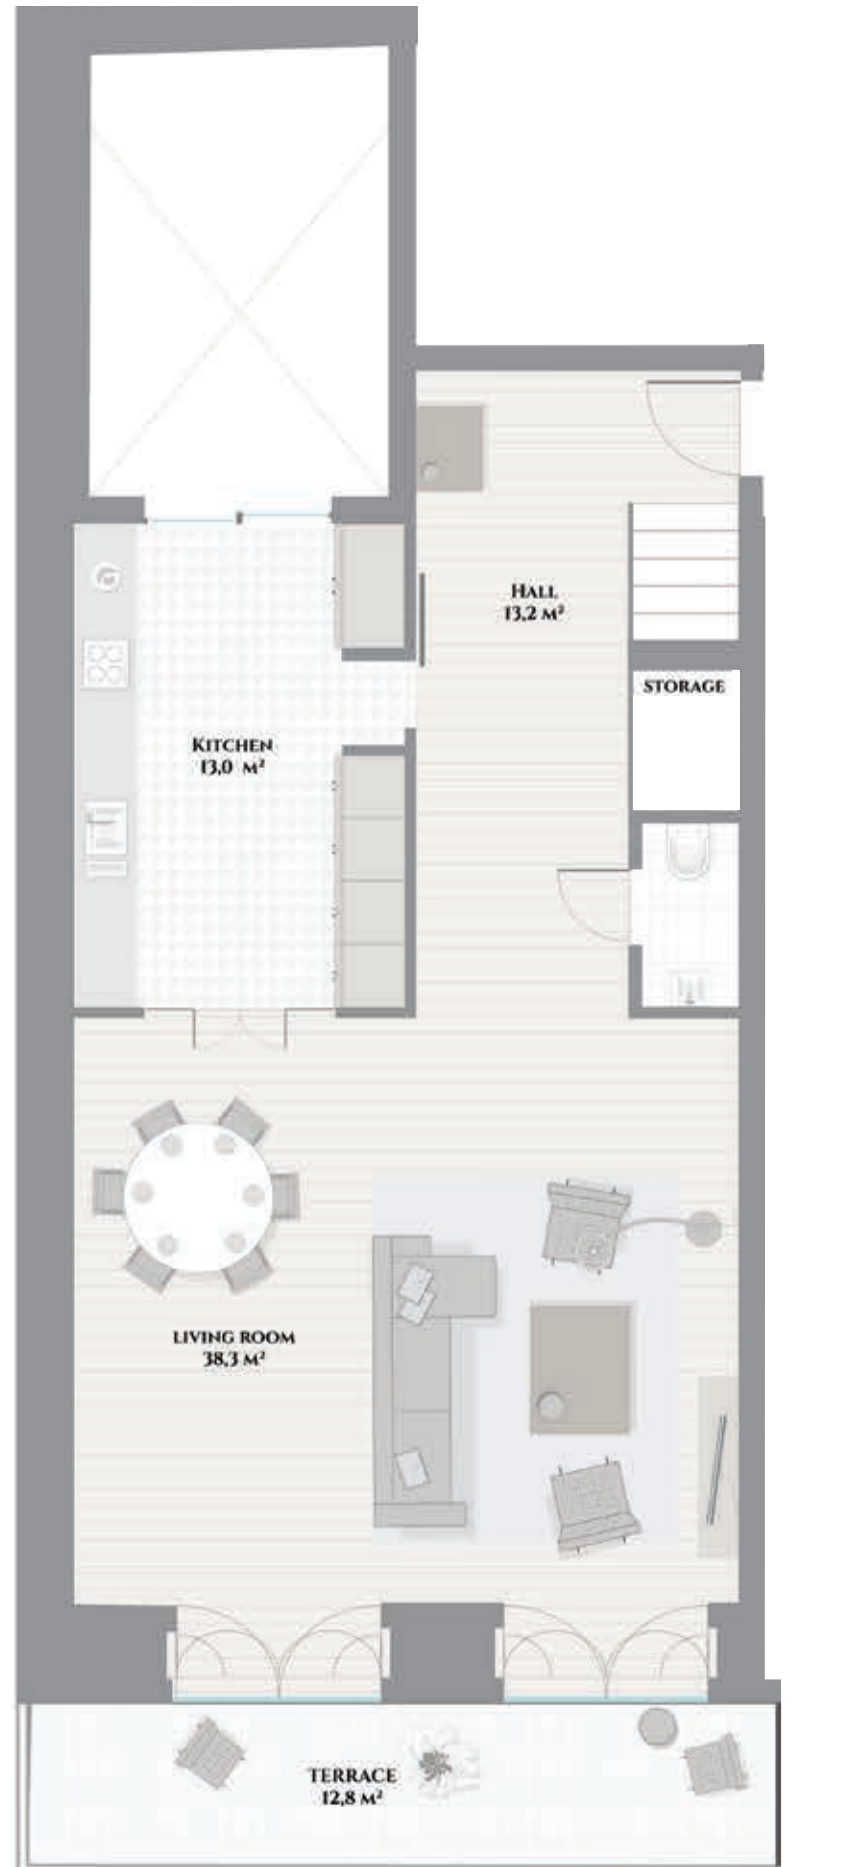 HALL
13,2 M²
STORAGE
KITCHEN
13,0 M²
LIVING ROOM
38,3 M²
TERRACE
12,8 M²